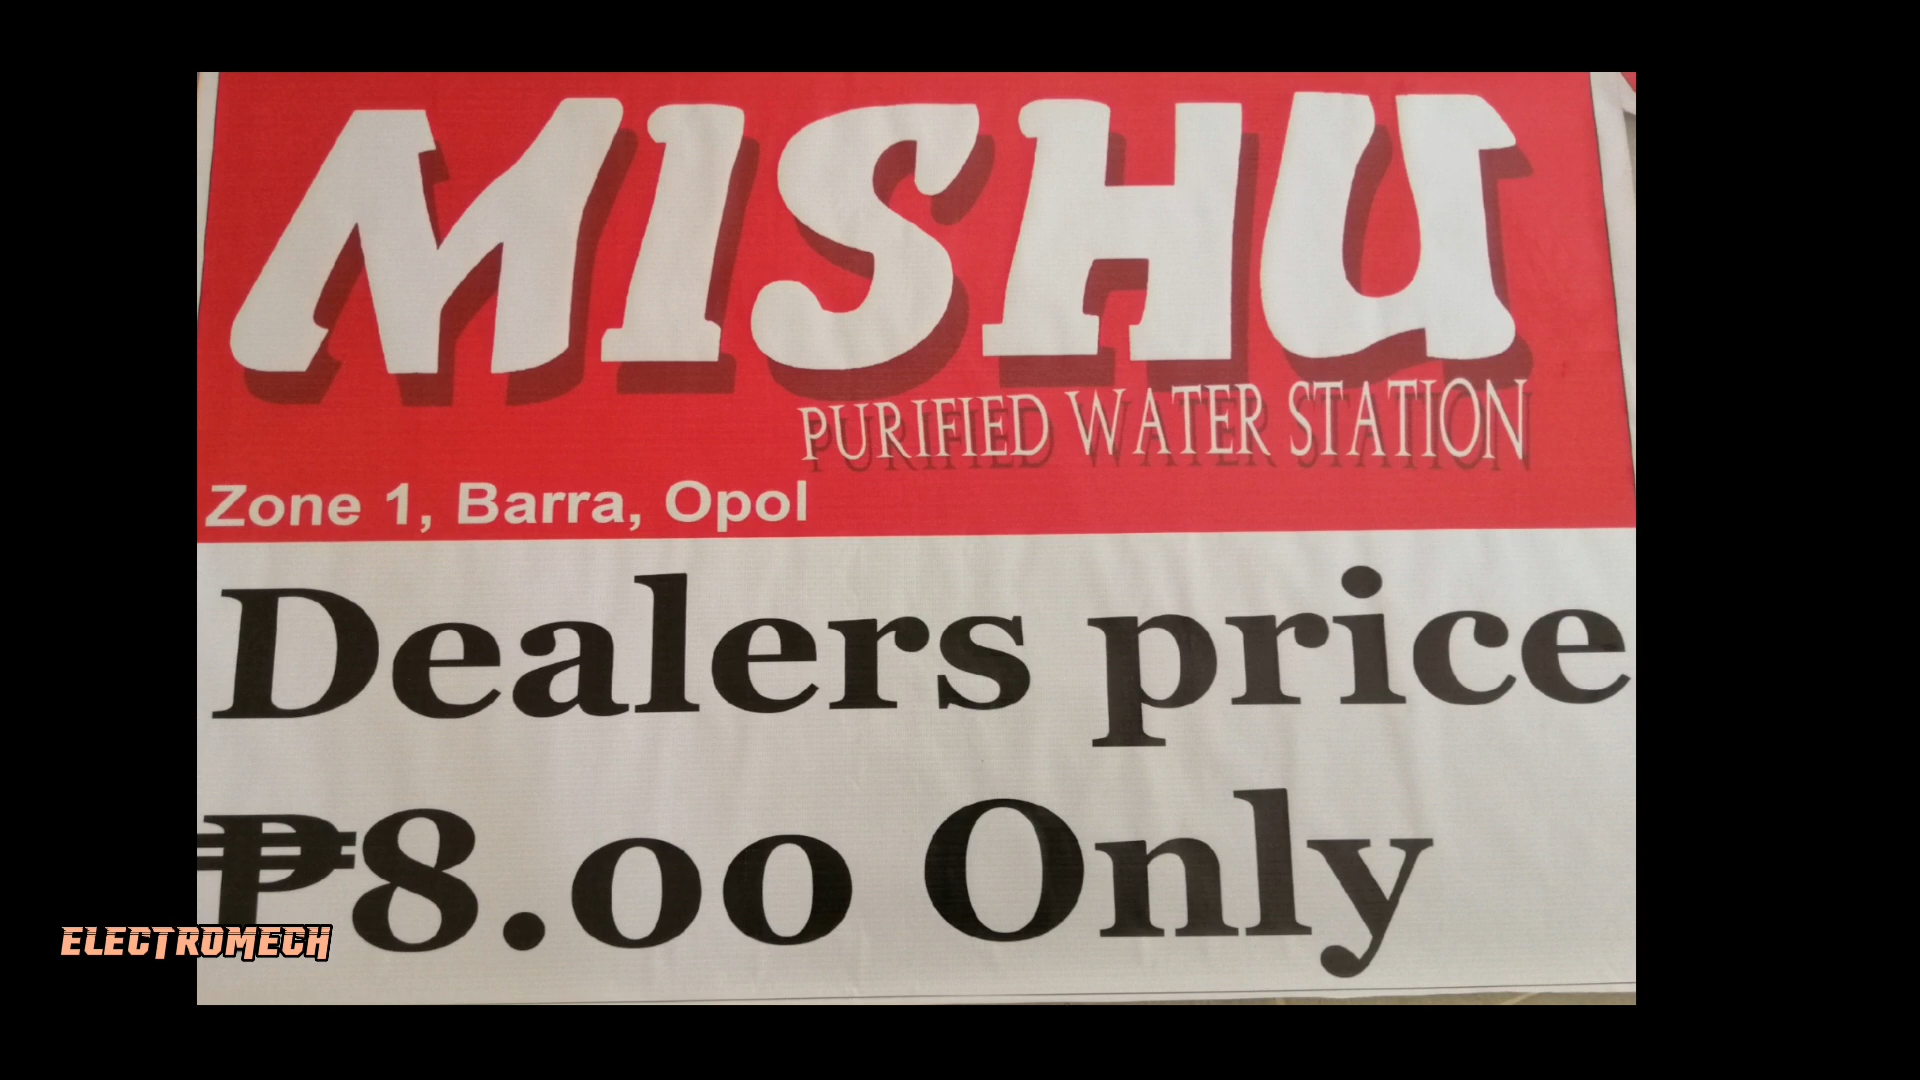 MISHU
PURIFIED WATER STATION
Zone 1, Barra, Opol
Dealers price
₱8.00 Only
ELECTROMECH